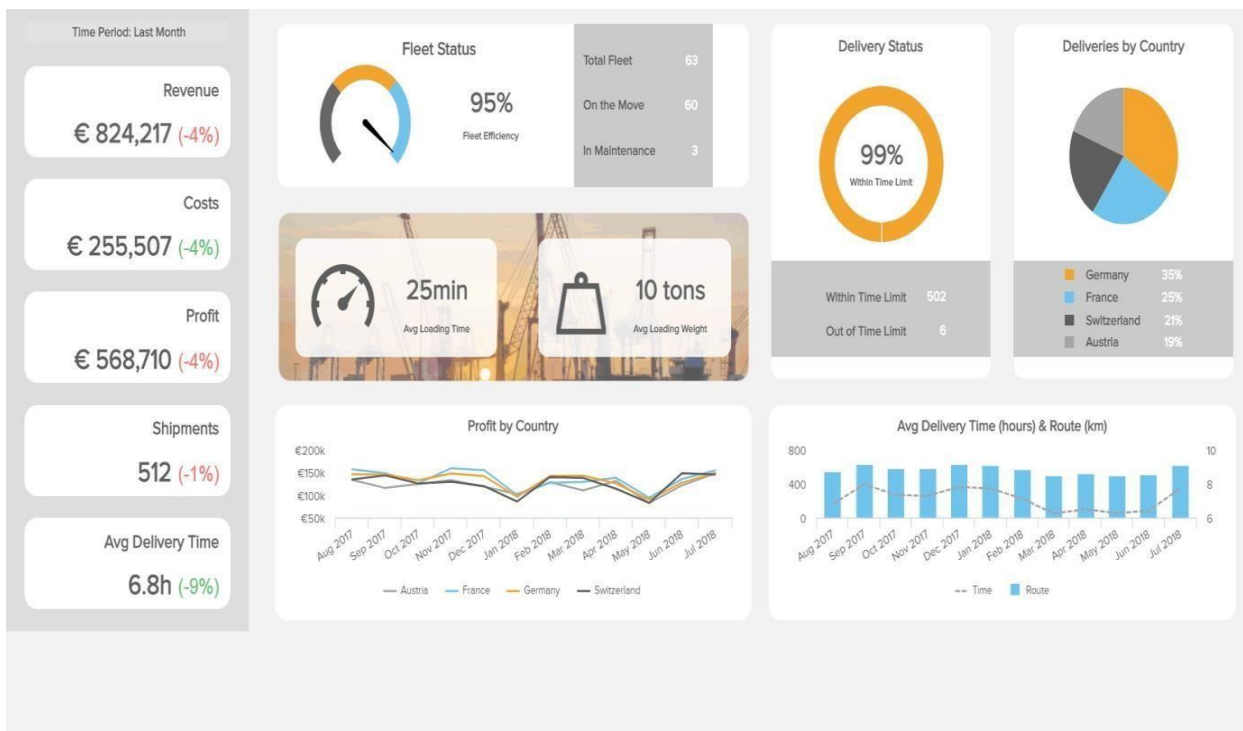 Time Period: Last Month
Revenue
€ 824,217 (-4%)
Costs
€ 255,507 (-4%)
Profit
€ 568,710 (-4%)
Shipments
512 (-1%)
Avg Delivery Time
6.8h (-9%)
Fleet Status
95%
Fleet Efficiency
Total Fleet 63
On the Move 60
In Maintenance 3
25min
Avg Loading Time
10 tons
Avg Loading Weight
Delivery Status
99%
Within Time Limit
Within Time Limit 502
Out of Time Limit 6
Deliveries by Country
Germany 35%
France 25%
Switzerland 21%
Austria 19%
Profit by Country
€200k
€150k
€100k
€50k
Aug 2017 Sep 2017 Oct 2017 Nov 2017 Dec 2017 Jan 2018 Feb 2018 Mar 2018 Apr 2018 May 2018 Jun 2018 Jul 2018
Austria France Germany Switzerland
Avg Delivery Time (hours) & Route (km)
800 10
400 8
0 6
Aug 2017 Sep 2017 Oct 2017 Nov 2017 Dec 2017 Jan 2018 Feb 2018 Mar 2018 Apr 2018 May 2018 Jun 2018 Jul 2018
Time Route